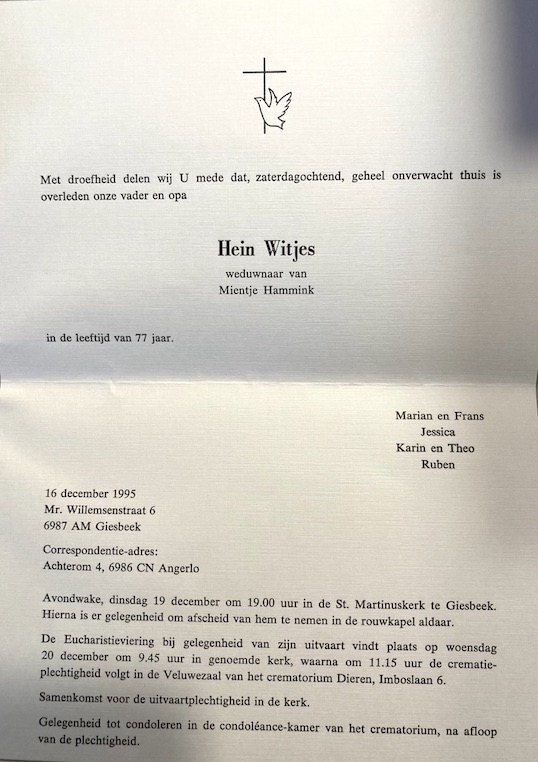 Met droefheid delen wij U mede dat, zaterdagochtend, geheel onverwacht thuis is
overleden onze vader en opa
Hein Witjes
weduwnaar van
Mientje Hammink
in de leeftijd van 77 jaar.
Marian en Frans
Jessica
Karin en Theo
Ruben
16 december 1995
Mr. Willemsenstraat 6
6987 AM Giesbeek
Correspondentie-adres:
Achterom 4, 6986 CN Angerlo
Avondwake, dinsdag 19 december om 19.00 uur in de St. Martinuskerk te Giesbeek.
Hierna is er gelegenheid om afscheid van hem te nemen in de rouwkapel aldaar.
De Eucharistieviering bij gelegenheid van zijn uitvaart vindt plaats op woensdag
20 december om 9.45 uur in genoemde kerk, waarna om 11.15 uur de crematie-
plechtigheid volgt in de Veluwezaal van het crematorium Dieren, Imboslaan 6.
Samenkomst voor de uitvaartplechtigheid in de kerk.
Gelegenheid tot condoleren in de condoléance-kamer van het crematorium, na afloop
van de plechtigheid.